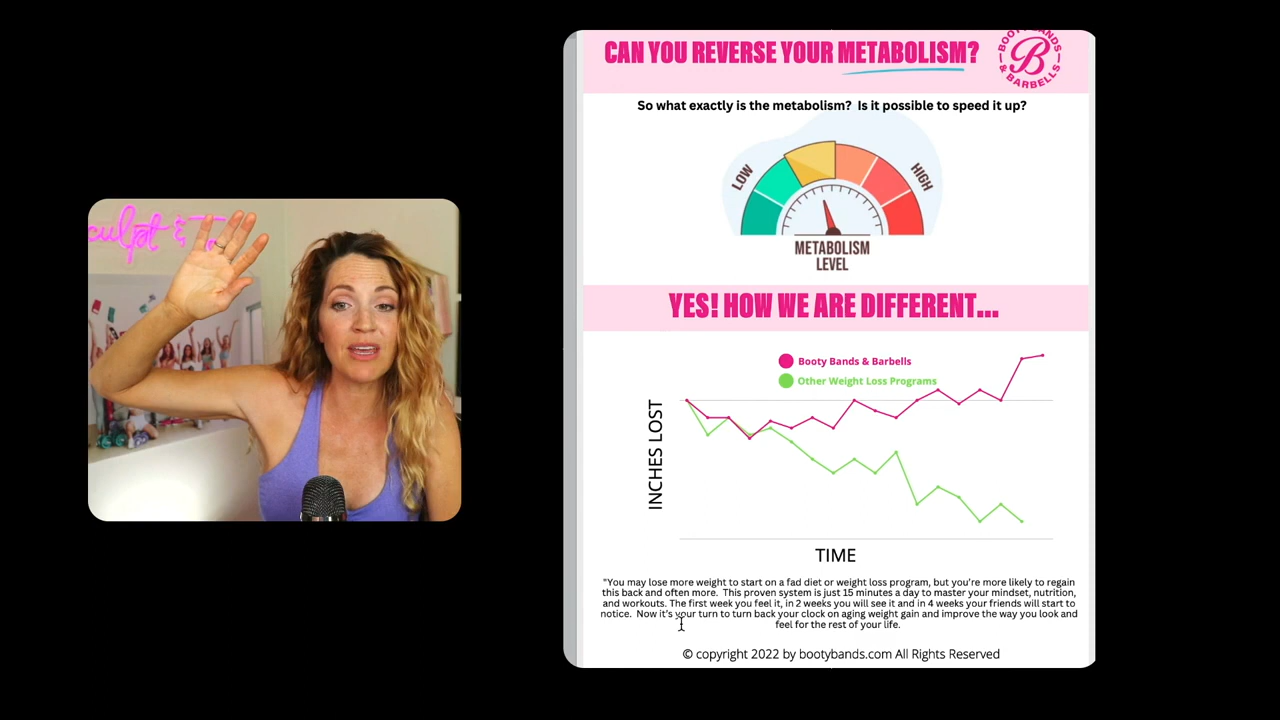 CAN YOU REVERSE YOUR METABOLISM?
BOOTY BANDS
B
& BARBELLS
So what exactly is the metabolism? Is it possible to speed it up?
LOW
HIGH
METABOLISM
LEVEL
YES! HOW WE ARE DIFFERENT...
Booty Bands & Barbells
Other Weight Loss Programs
INCHES LOST
TIME
"You may lose more weight to start on a fad diet or weight loss program, but you're more likely to regain
this back and often more. This proven system is just 15 minutes a day to master your mindset, nutrition,
and workouts. The first week you feel it, in 2 weeks you will see it and in 4 weeks your friends will start to
notice. Now it's your turn to turn back your clock on aging weight gain and improve the way you look and
feel for the rest of your life.
© copyright 2022 by bootybands.com All Rights Reserved